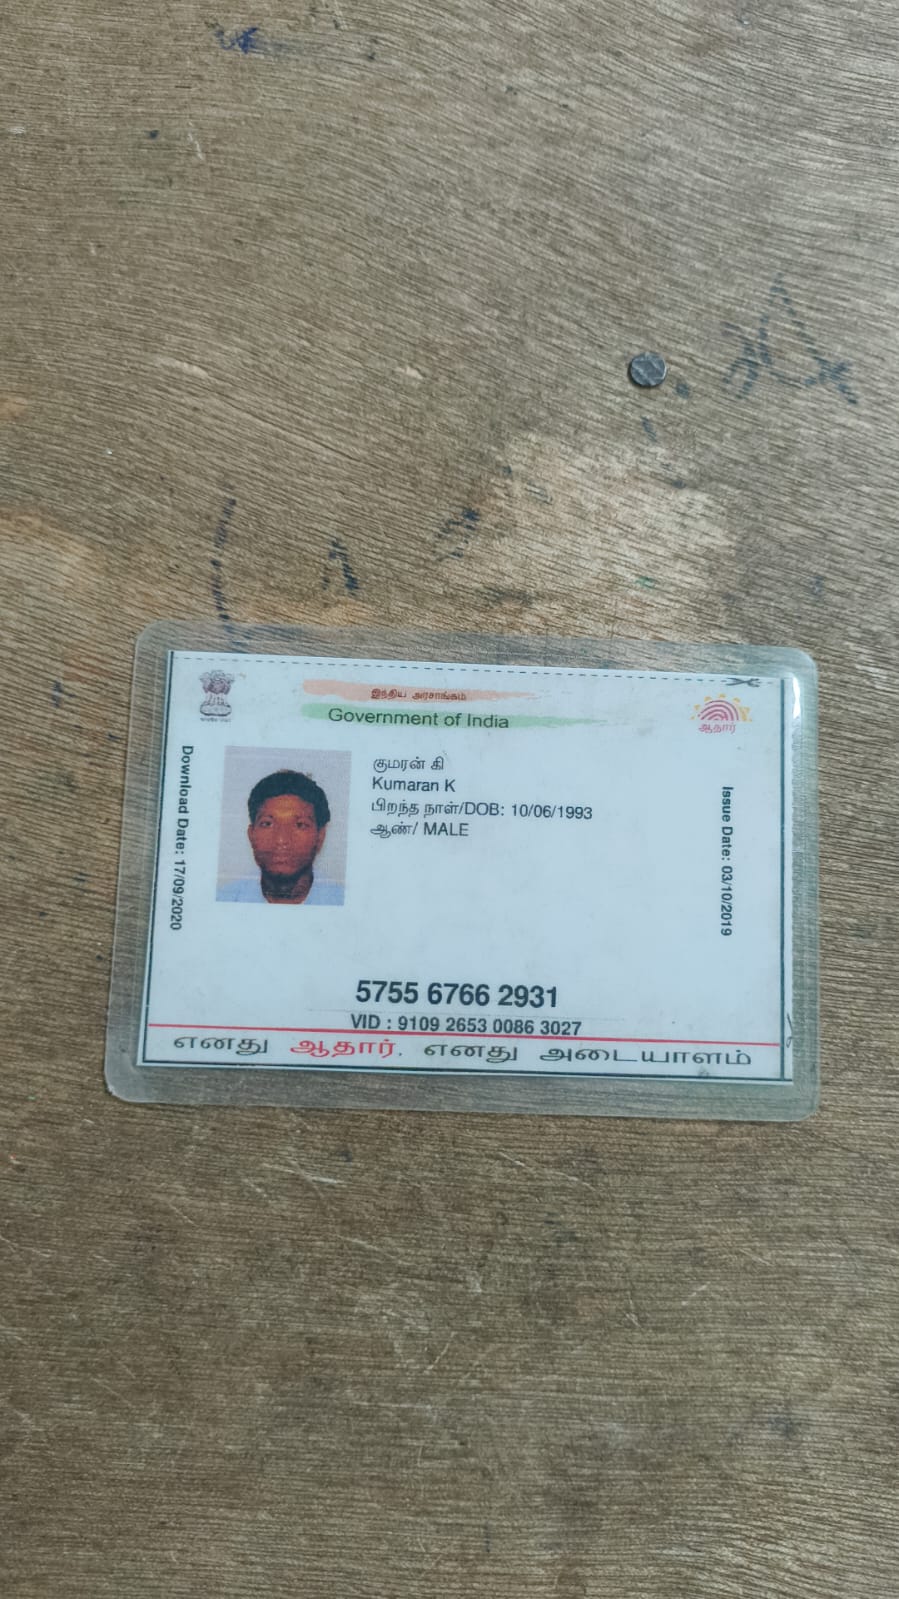 இந்திய அரசாங்கம்
Government of India
ஆதார்
Download Date: 17/09/2020
குமரன் கி
Kumaran K
பிறந்த நாள்/DOB: 10/06/1993
ஆண்/ MALE
Issue Date: 03/10/2019
5755 6766 2931
VID : 9109 2653 0086 3027
எனது ஆதார், எனது அடையாளம்